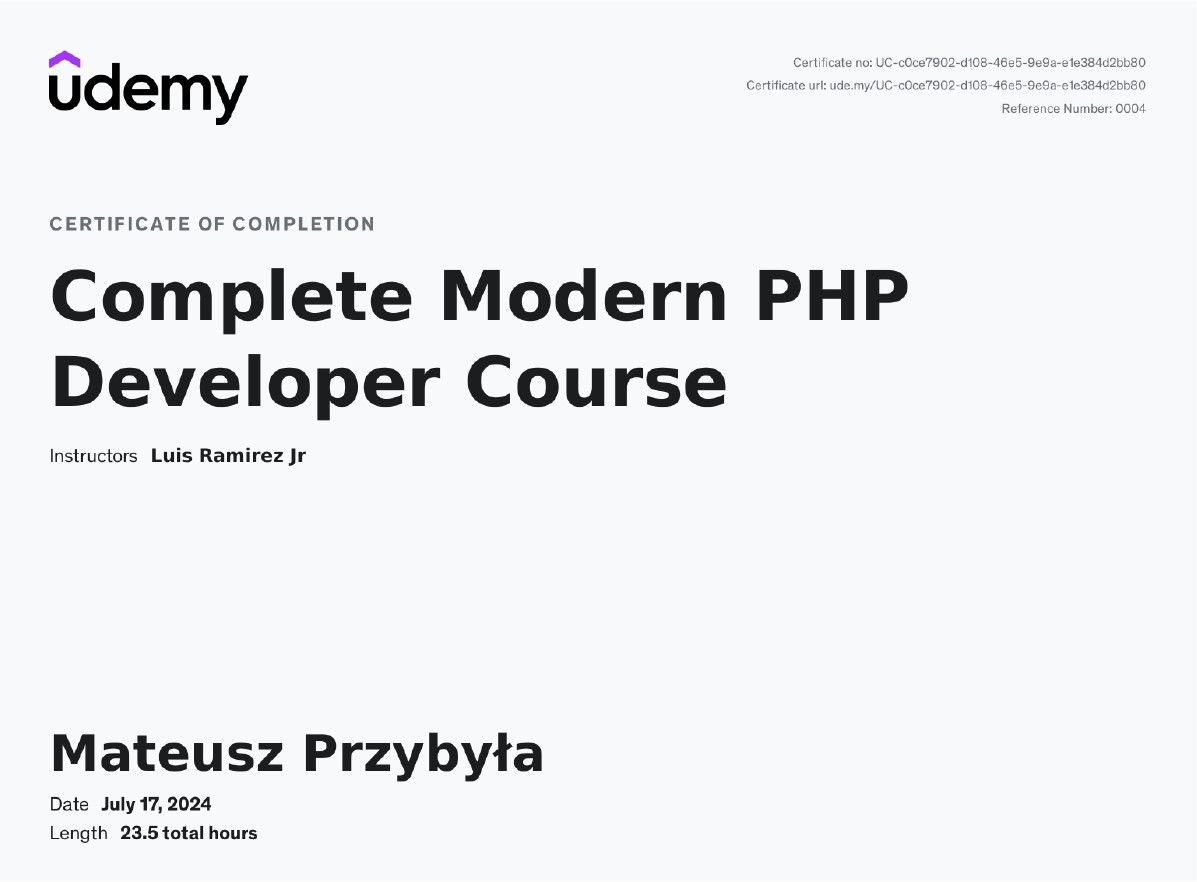 udemy
Certificate no: UC-c0ce7902-d108-46e5-9e9a-e1e384d2bb80
Certificate url: ude.my/UC-c0ce7902-d108-46e5-9e9a-e1e384d2bb80
Reference Number: 0004
CERTIFICATE OF COMPLETION
Complete Modern PHP
Developer Course
Instructors Luis Ramirez Jr
Mateusz Przybyła
Date July 17, 2024
Length 23.5 total hours